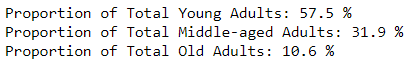 Proportion of Total Young Adults: 57.5 %
Proportion of Total Middle-aged Adults: 31.9 %
Proportion of Total Old Adults: 10.6 %